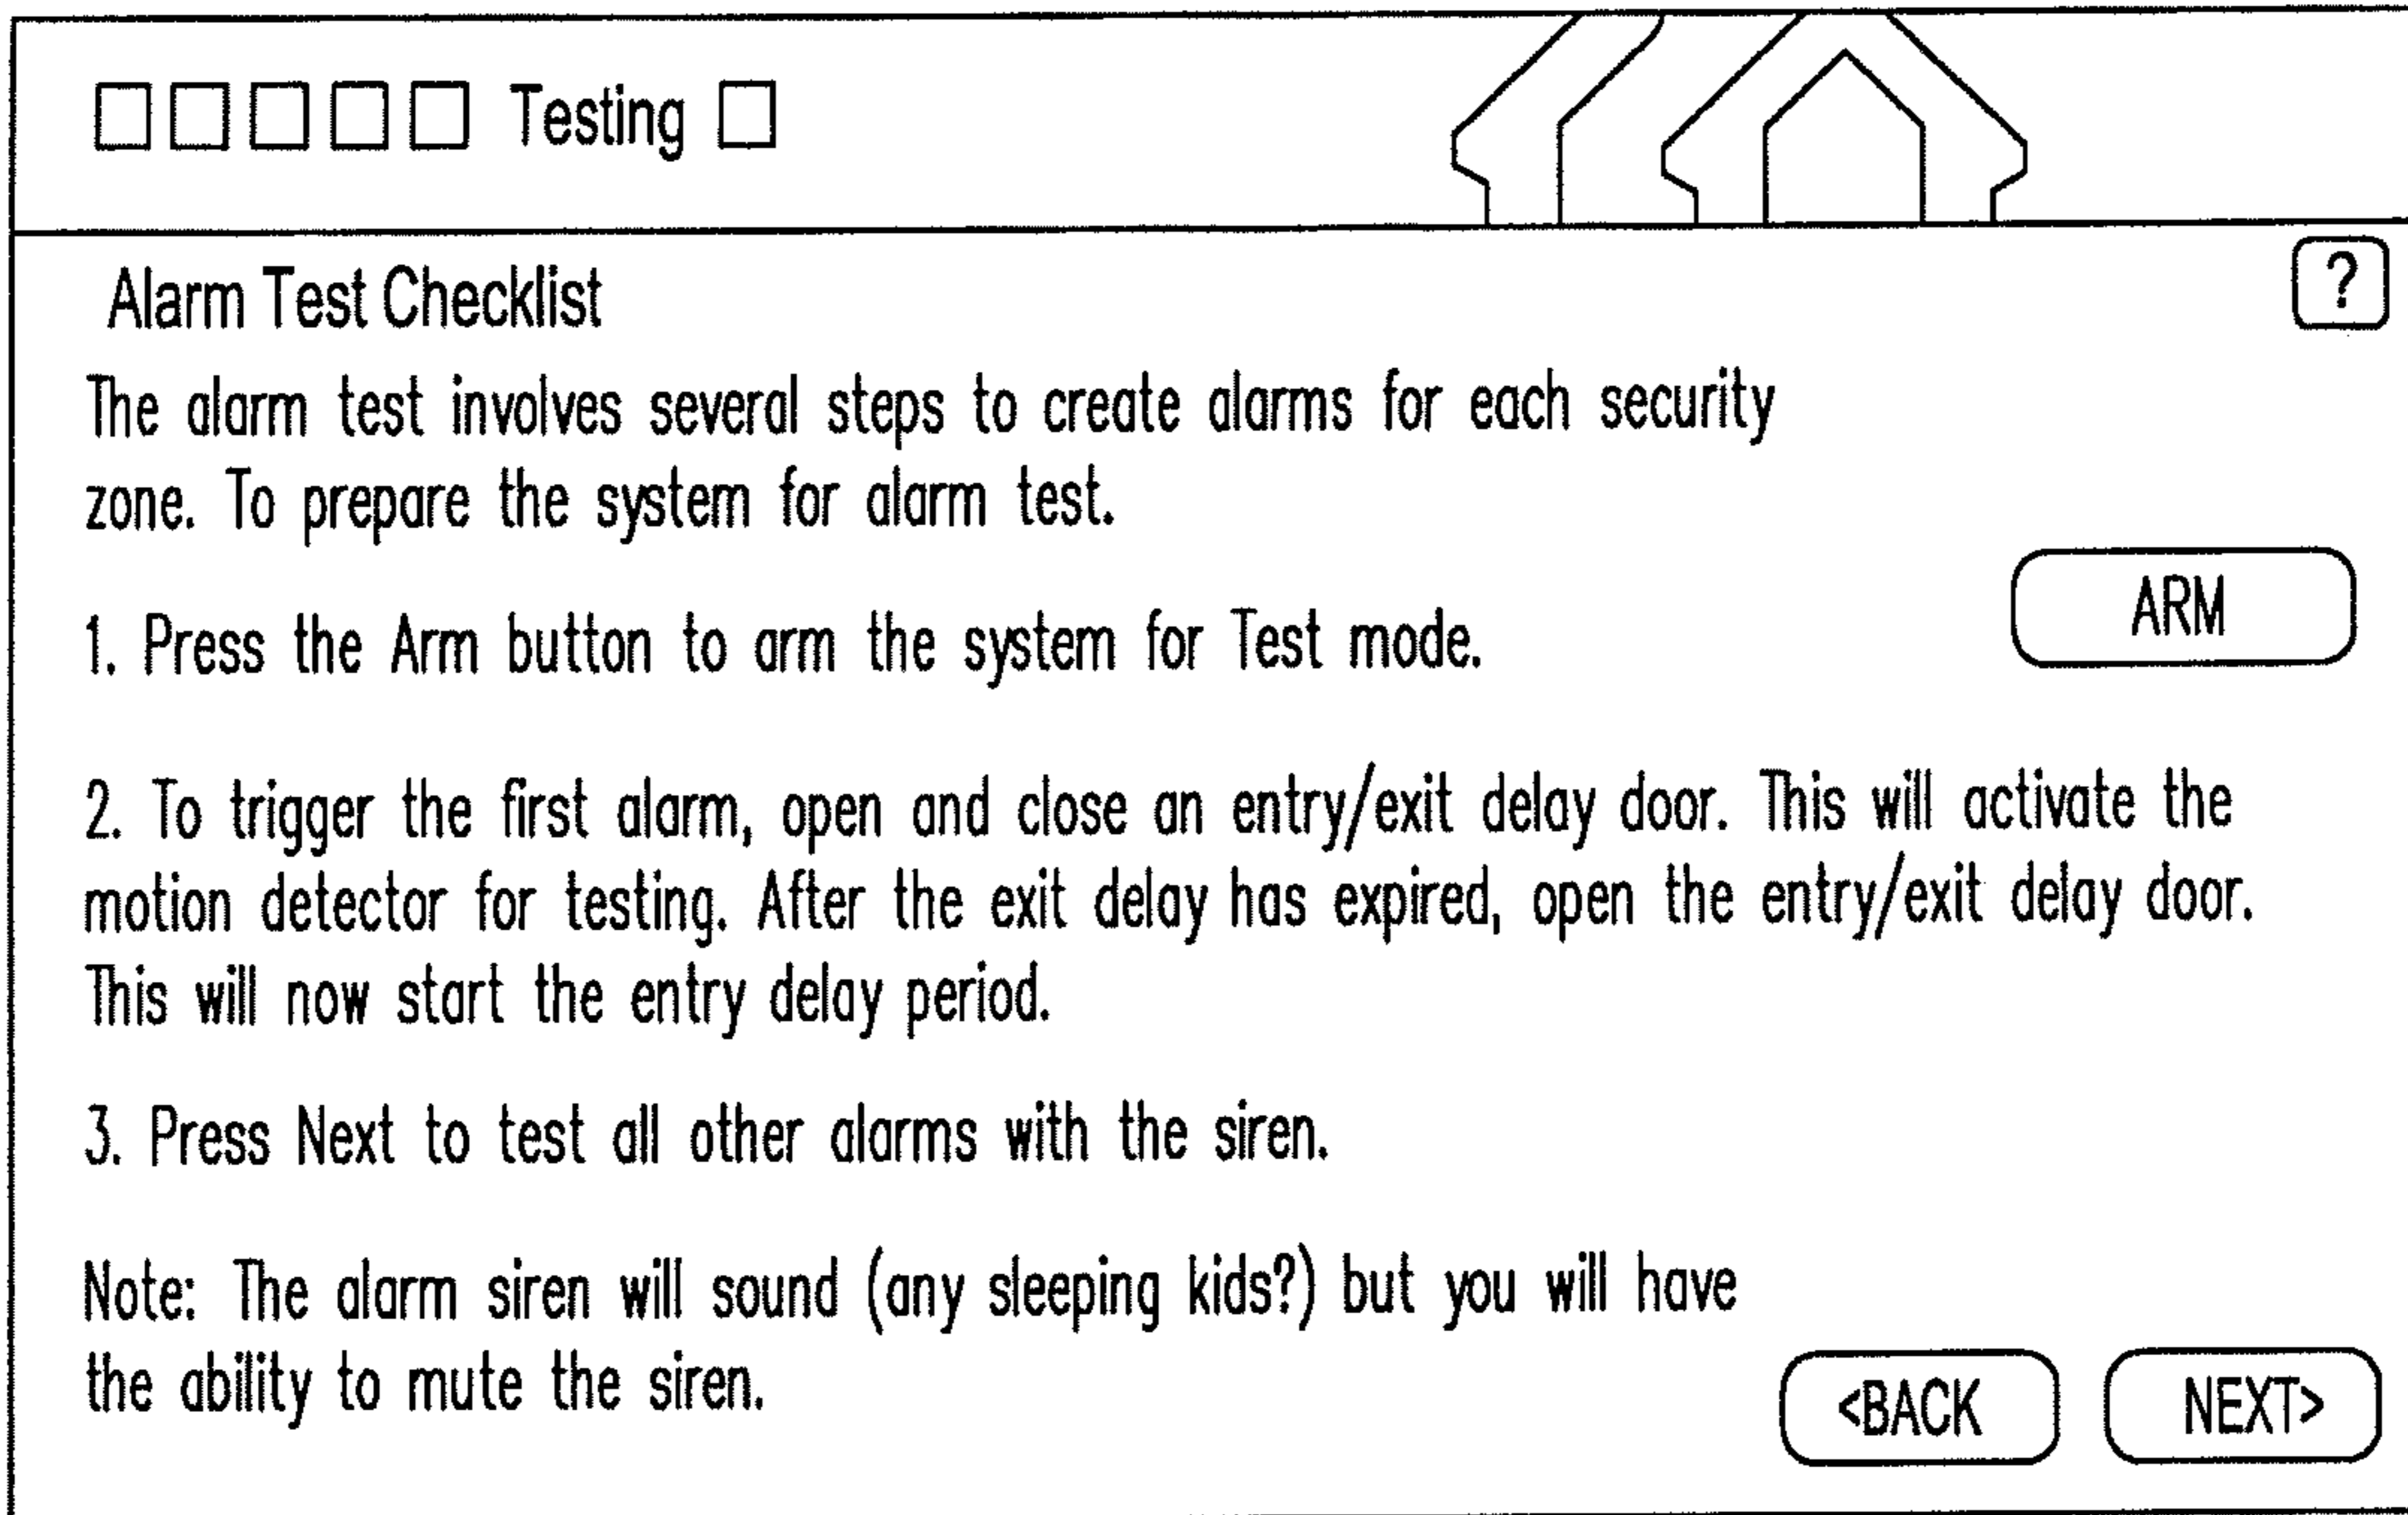 Testing
Alarm Test Checklist
?
The alarm test involves several steps to create alarms for each security
zone. To prepare the system for alarm test.
ARM
1. Press the Arm button to arm the system for Test mode.
2. To trigger the first alarm, open and close an entry/exit delay door. This will activate the
motion detector for testing. After the exit delay has expired, open the entry/exit delay door.
This will now start the entry delay period.
3. Press Next to test all other alarms with the siren.
Note: The alarm siren will sound (any sleeping kids?) but you will have
the ability to mute the siren.
<BACK
NEXT>